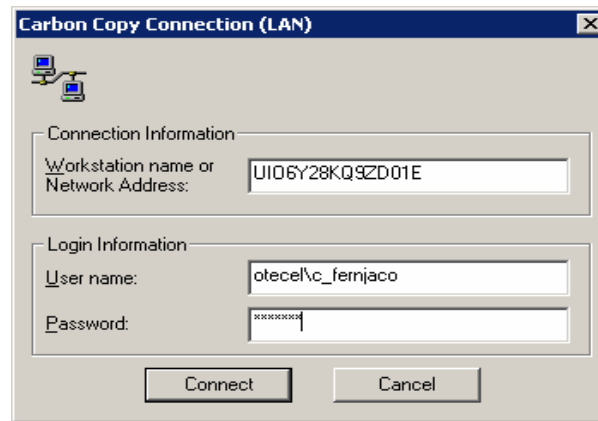 Carbon Copy Connection (LAN)
Connection Information
Workstation name or
Network Address:
UIO6Y28KQ9ZD01E
Login Information
User name:
otecel\c_fernjaco
Password:
*******
Connect
Cancel